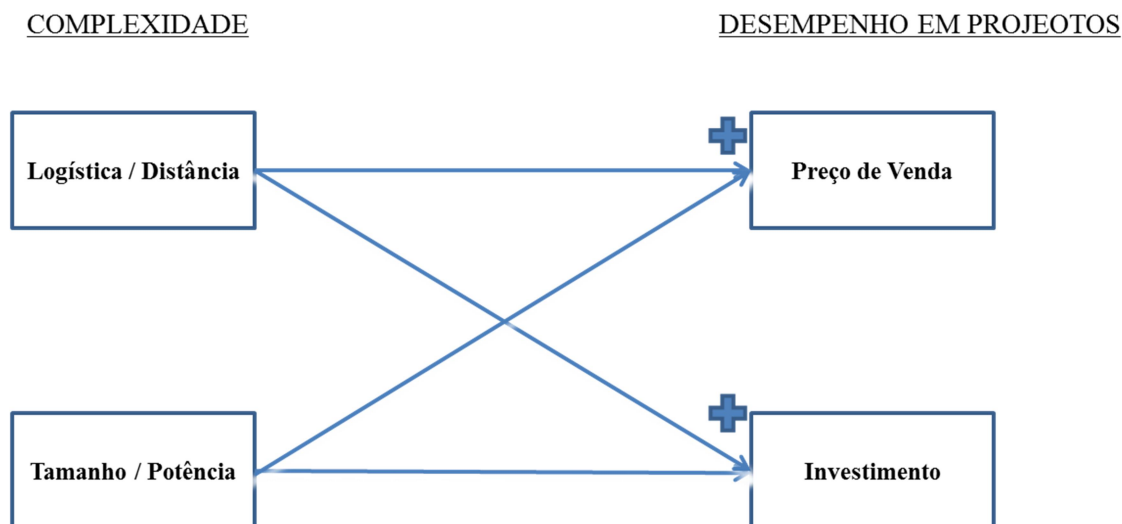 COMPLEXIDADE
DESEMPENHO EM PROJEOTOS
Logística / Distância
Preço de Venda
Tamanho / Potência
Investimento